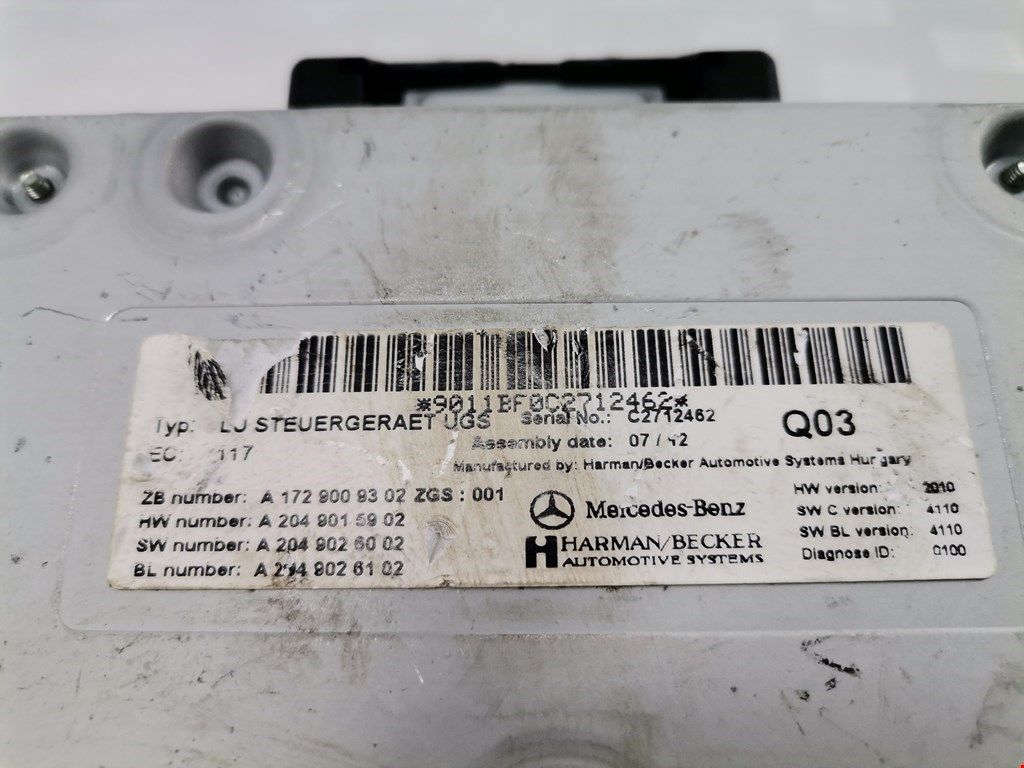 *9011BF0C2712462*
Typ: LU STEUERGERAET UGS Serial No.: C2712462
Q03
Assembly date: 07/12
EC: 117
Manufactured by: Harman/Becker Automotive Systems Hungary
ZB number: A 172 900 93 02 ZGS: 001
HW number: A 204 901 59 02
SW number: A 204 902 60 02
BL number: A 204 902 61 02
Mercedes-Benz
HARMAN/BECKER
AUTOMOTIVE SYSTEMS
HW version: 2010
SW C version: 4110
SW BL version: 4110
Diagnose ID: 0100